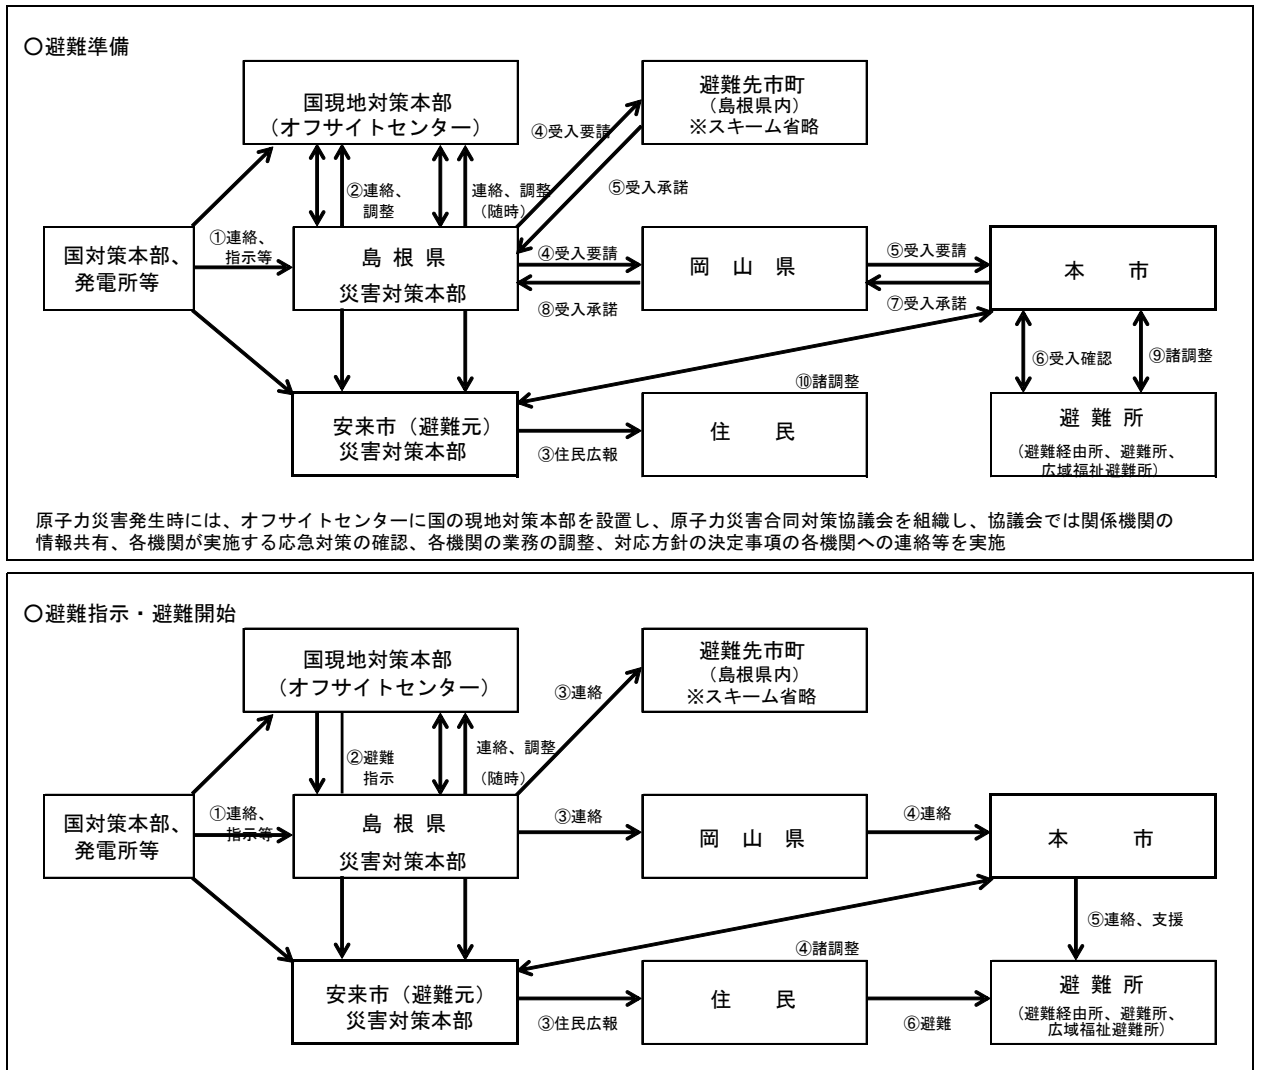 〇避難準備
国現地対策本部
（オフサイトセンター）
避難先市町
（島根県内）
※スキーム省略
④受入要請
②連絡、
調整
連絡、調整
（随時）
⑤受入承諾
国対策本部、
発電所等
①連絡、
指示等
島 根 県
災害対策本部
④受入要請
⑧受入承諾
岡 山 県
⑤受入要請
⑦受入承諾
本 市
⑥受入確認
⑨諸調整
⑩諸調整
安来市（避難元）
災害対策本部
③住民広報
住 民
避 難 所
（避難経由所、避難所、
広域福祉避難所）
原子力災害発生時には、オフサイトセンターに国の現地対策本部を設置し、原子力災害合同対策協議会を組織し、協議会では関係機関の
情報共有、各機関が実施する応急対策の確認、各機関の業務の調整、対応方針の決定事項の各機関への連絡等を実施
〇避難指示・避難開始
国現地対策本部
（オフサイトセンター）
避難先市町
（島根県内）
※スキーム省略
③連絡
②避難
指示
連絡、調整
（随時）
国対策本部、
発電所等
①連絡、
指示等
島 根 県
災害対策本部
③連絡
岡 山 県
④連絡
本 市
⑤連絡、支援
④諸調整
安来市（避難元）
災害対策本部
③住民広報
住 民
⑥避難
避 難 所
（避難経由所、避難所、
広域福祉避難所）